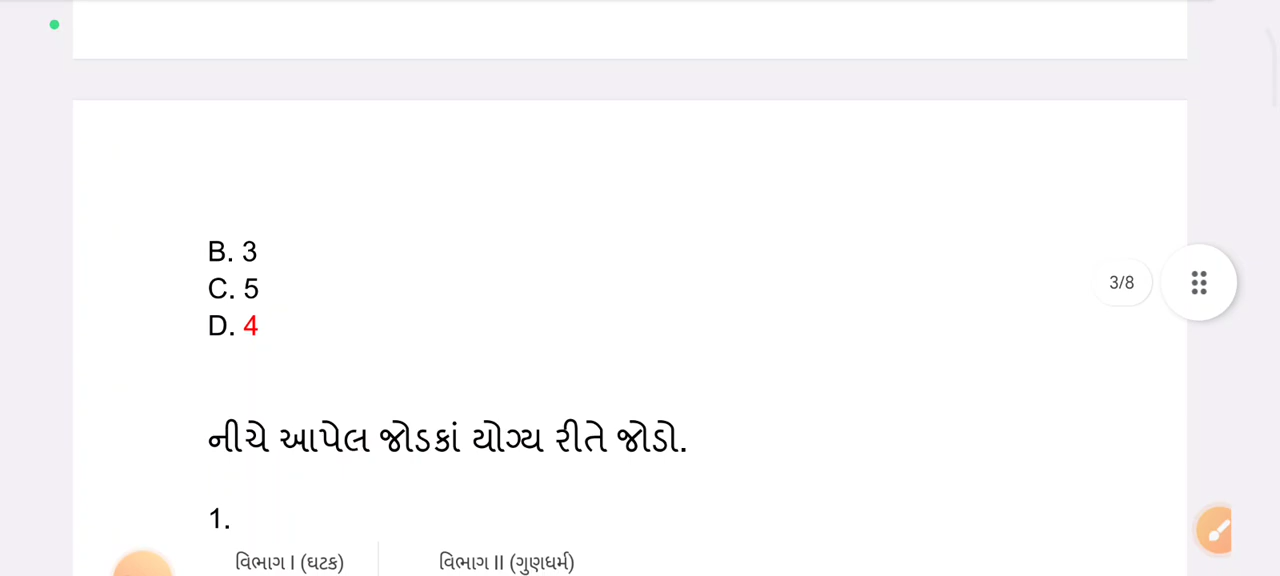 B. 3
C. 5
3/8
D. 4
નીચે આપેલ જોડકાં યોગ્ય રીતે જોડો.
1.
વિભાગ I (ઘટક) વિભાગ II (ગુણધર્મ)